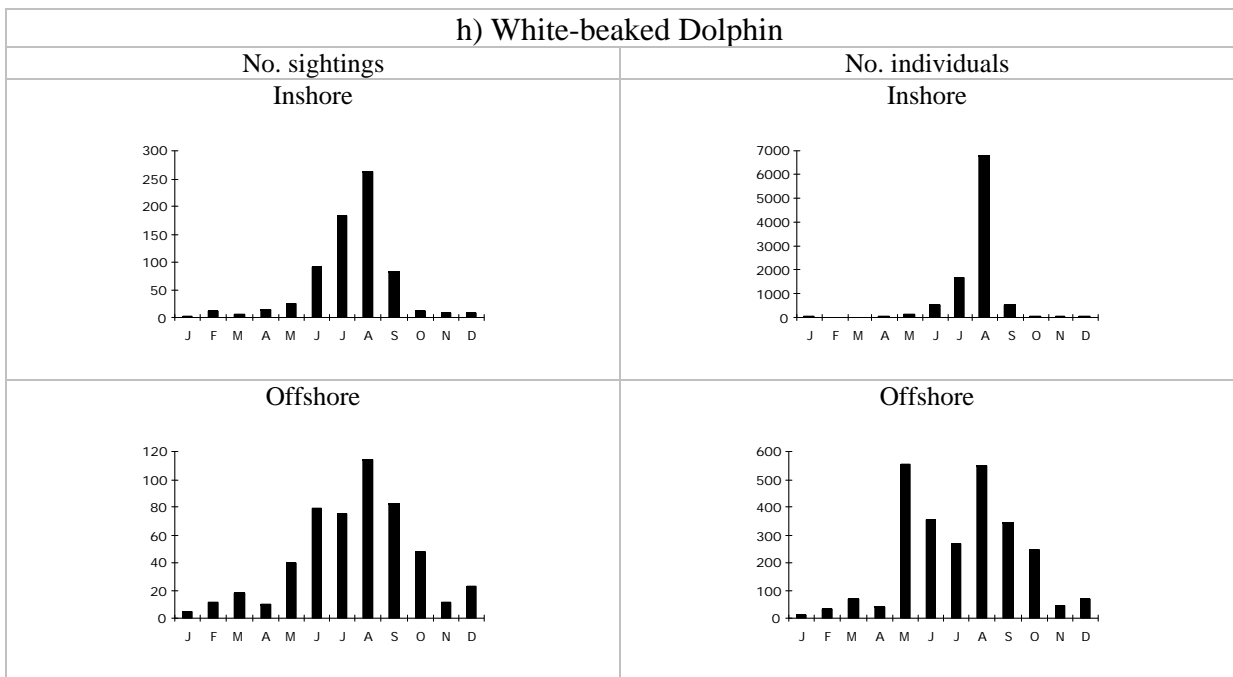 h) White-beaked Dolphin
No. sightings
No. individuals
Inshore
300
250
200
150
100
50
0
J F M A M J J A S O N D
Inshore
7000
6000
5000
4000
3000
2000
1000
0
J F M A M J J A S O N D
Offshore
120
100
80
60
40
20
0
J F M A M J J A S O N D
Offshore
600
500
400
300
200
100
0
J F M A M J J A S O N D